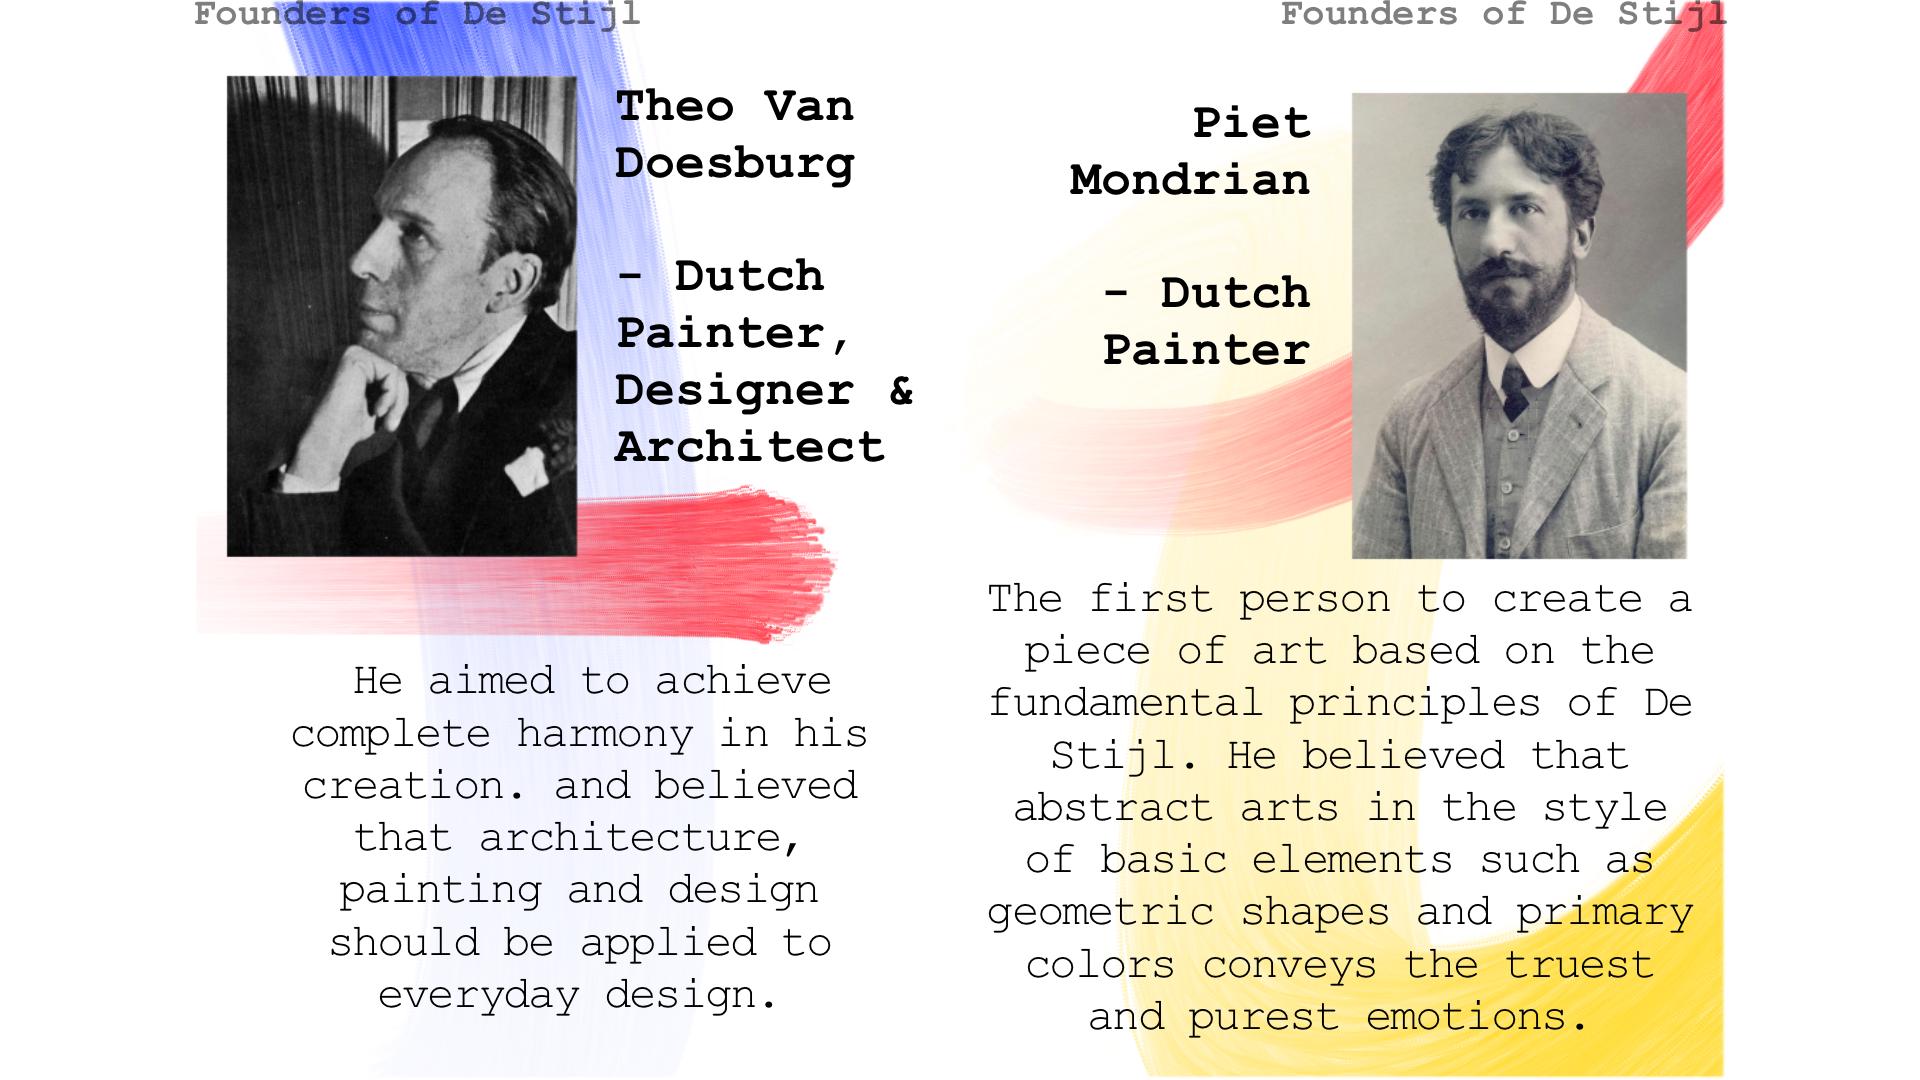 Founders of De Stijl
Theo Van
Doesburg
- Dutch
Painter,
Designer &
Architect
He aimed to achieve
complete harmony in his
creation. and believed
that architecture,
painting and design
should be applied to
everyday design.
Founders of De Stijl
Piet
Mondrian
- Dutch
Painter
The first person to create a
piece of art based on the
fundamental principles of De
Stijl. He believed that
abstract arts in the style
of basic elements such as
geometric shapes and primary
colors conveys the truest
and purest emotions.